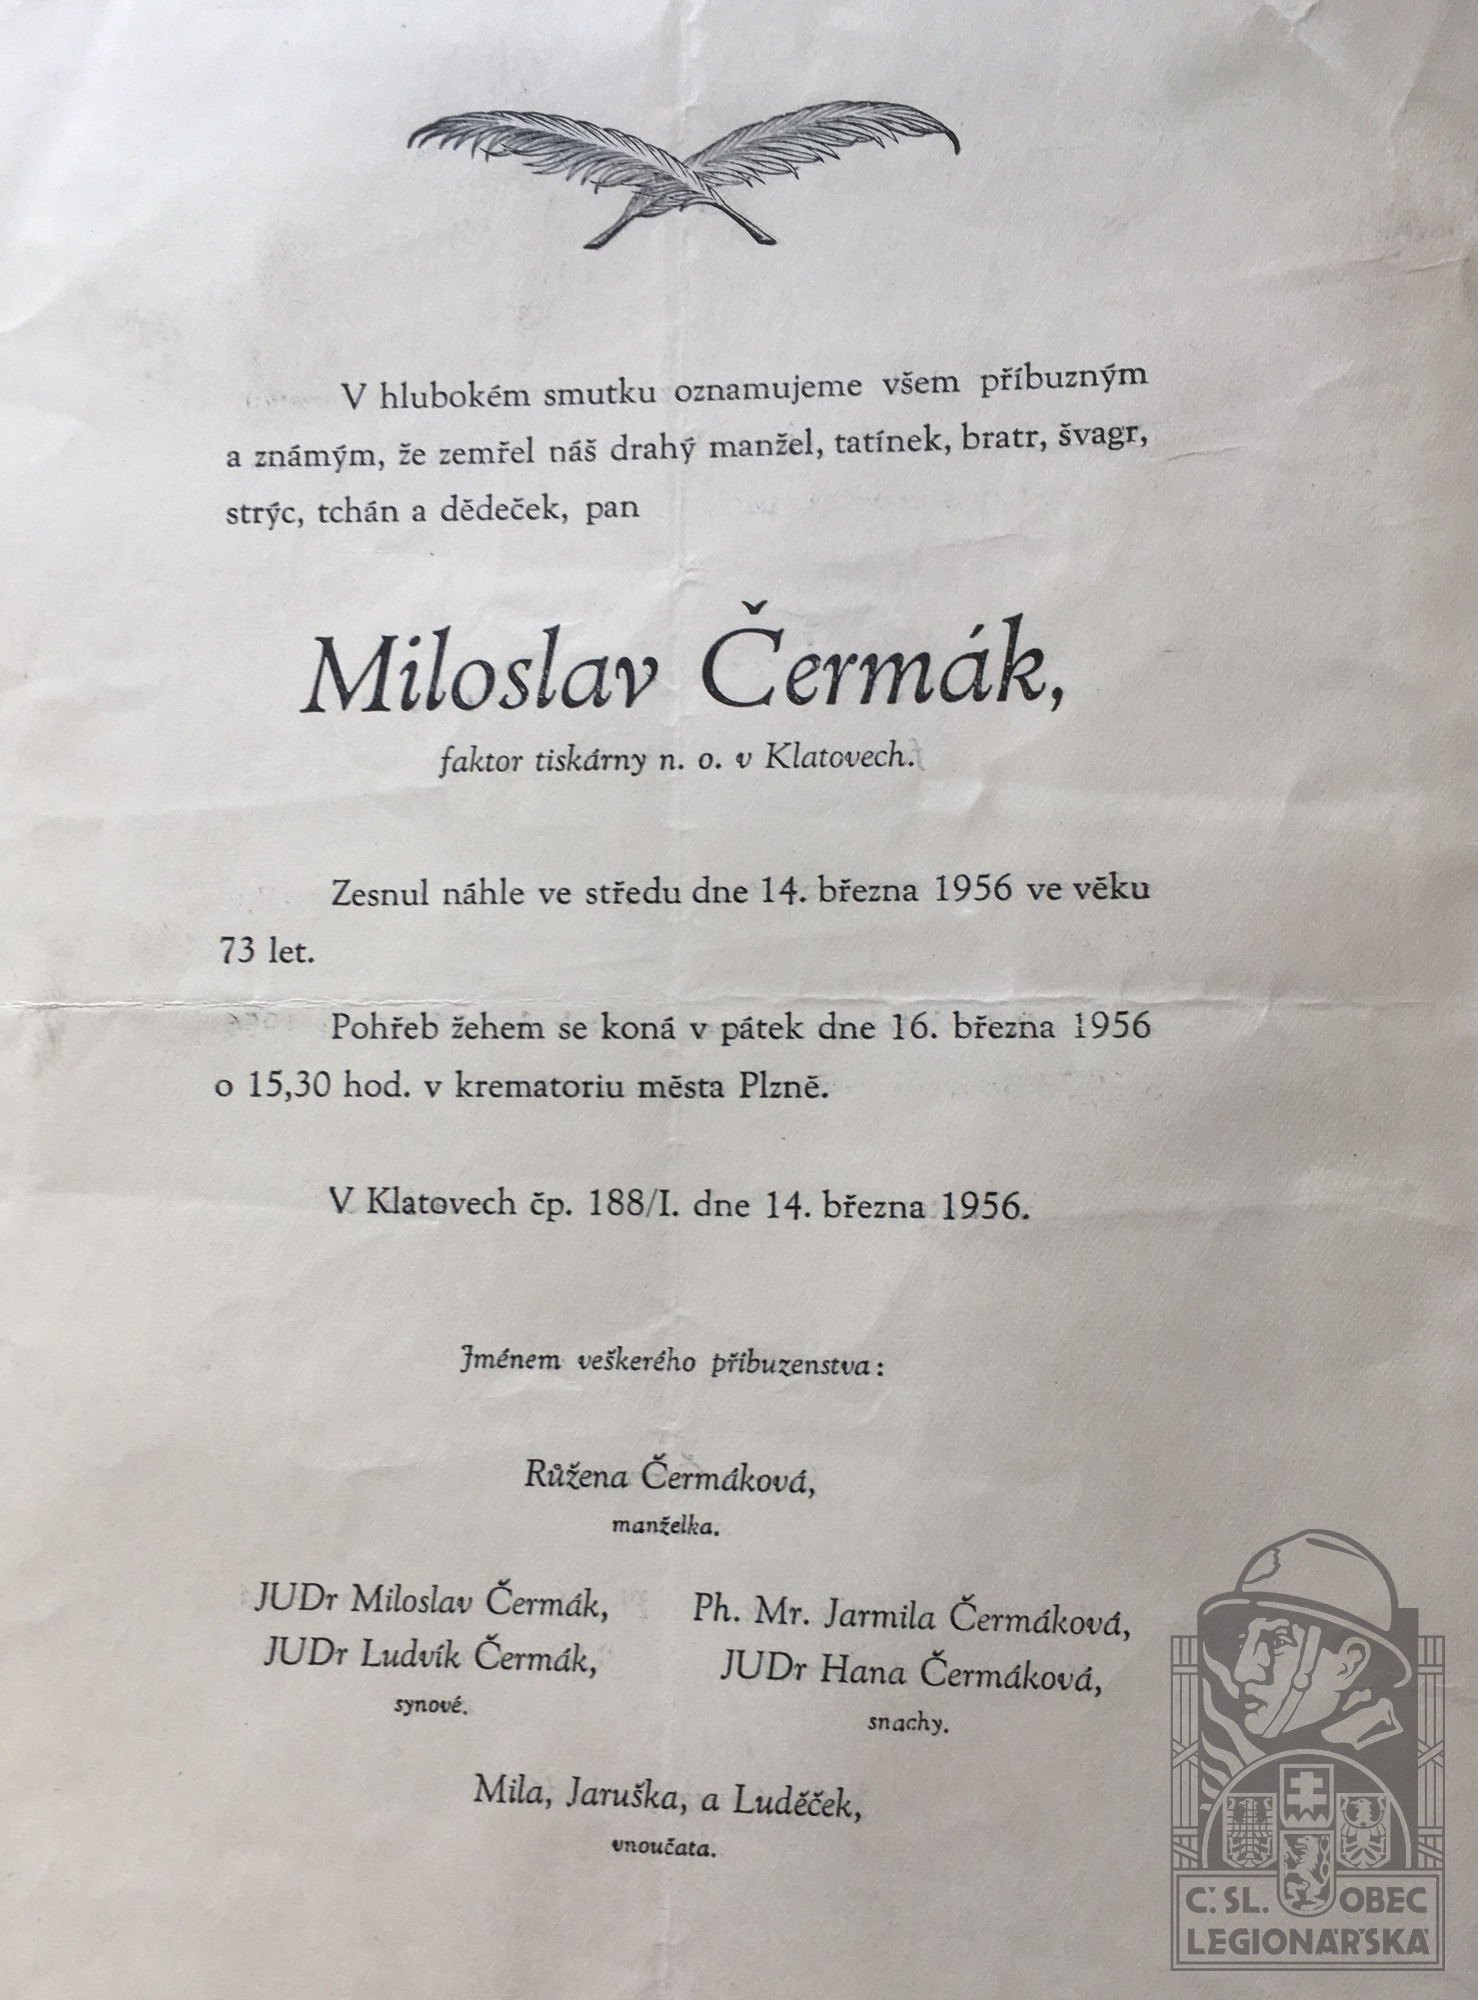 V hlubokém smutku oznamujeme všem příbuzným
a známým, že zemřel náš drahý manžel, tatínek, bratr, švagr,
strýc, tchán a dědeček, pan
Miloslav Čermák,
faktor tiskárny n. o. v Klatovech.
Zesnul náhle ve středu dne 14. března 1956 ve věku
73 let.
Pohřeb žehem se koná v pátek dne 16. března 1956
o 15,30 hod. v krematoriu města Plzně.
V Klatovech čp. 188/I. dne 14. března 1956.
Jménem veškerého příbuzenstva:
Růžena Čermáková,
manželka.
JUDr Miloslav Čermák,
JUDr Ludvík Čermák,
synové.
Ph. Mr. Jarmila Čermáková,
JUDr Hana Čermáková,
snachy.
Mila, Jaruška, a Luděček,
vnoučata.
Č. SL. OBEC
LEGIONÁŘSKÁ